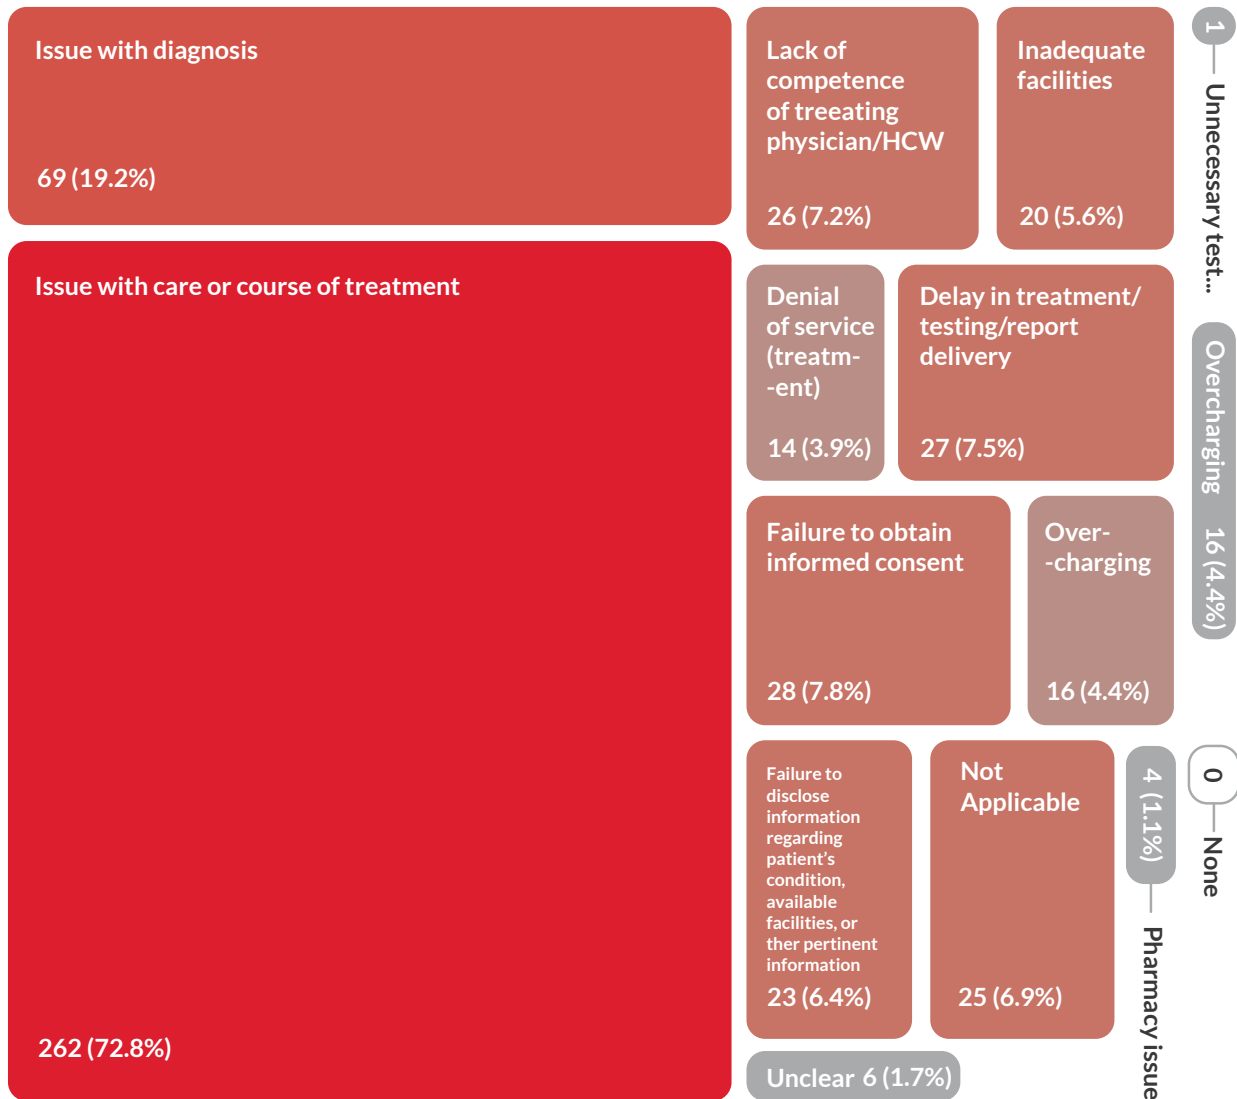 Issue with diagnosis
69 (19.2%)
Issue with care or course of treatment
262 (72.8%)
Lack of
competence
of treeating
physician/HCW
26 (7.2%)
Inadequate
facilities
20 (5.6%)
Denial
of service
(treatm-
-ent)
14 (3.9%)
Delay in treatment/
testing/report
delivery
27 (7.5%)
Failure to obtain
informed consent
28 (7.8%)
Over-
-charging
16 (4.4%)
Failure to
disclose
information
regarding
patient’s
condition,
available
facilities, or
ther pertinent
information
23 (6.4%)
Not
Applicable
25 (6.9%)
Unclear 6 (1.7%)
4 (1.1%)
Pharmacy issue
1
Unnecessary test...
Overcharging 16 (4.4%)
0
None